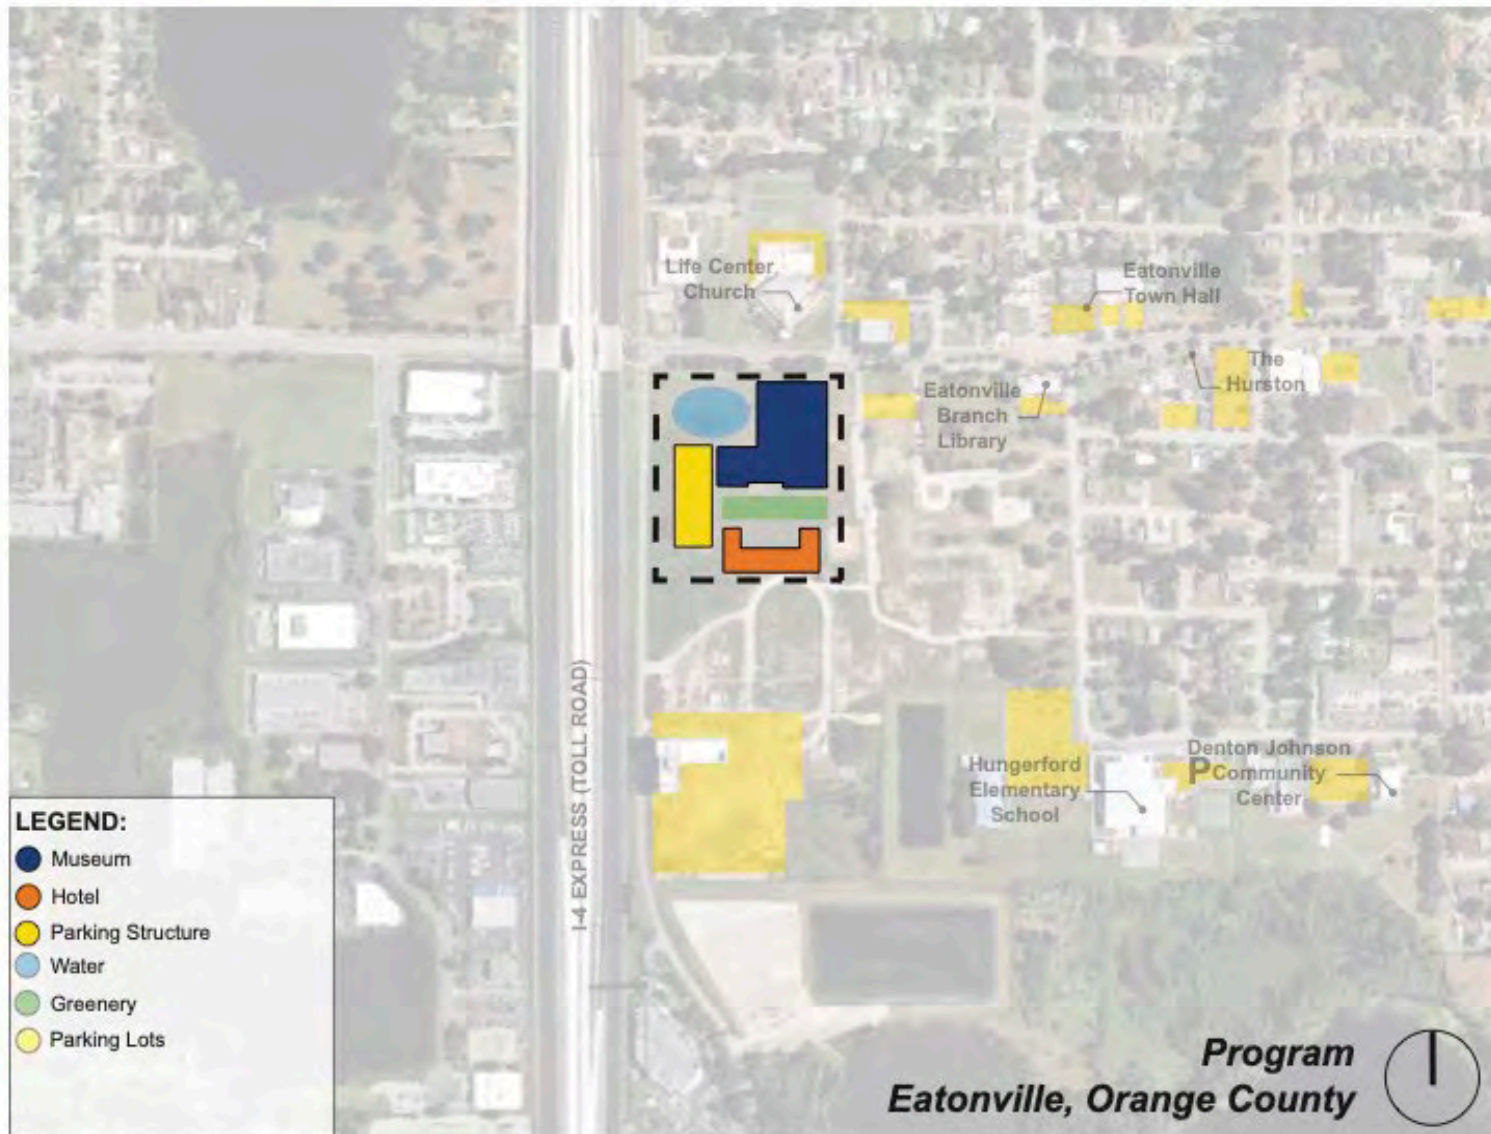 Life Center
Church
Eatonville
Town Hall
The
Hurston
Eatonville
Branch
Library
I-4 EXPRESS (TOLL ROAD)
Hungerford
Elementary
School
Denton Johnson
P Community
Center
LEGEND:
Museum
Hotel
Parking Structure
Water
Greenery
Parking Lots
Program
Eatonville, Orange County